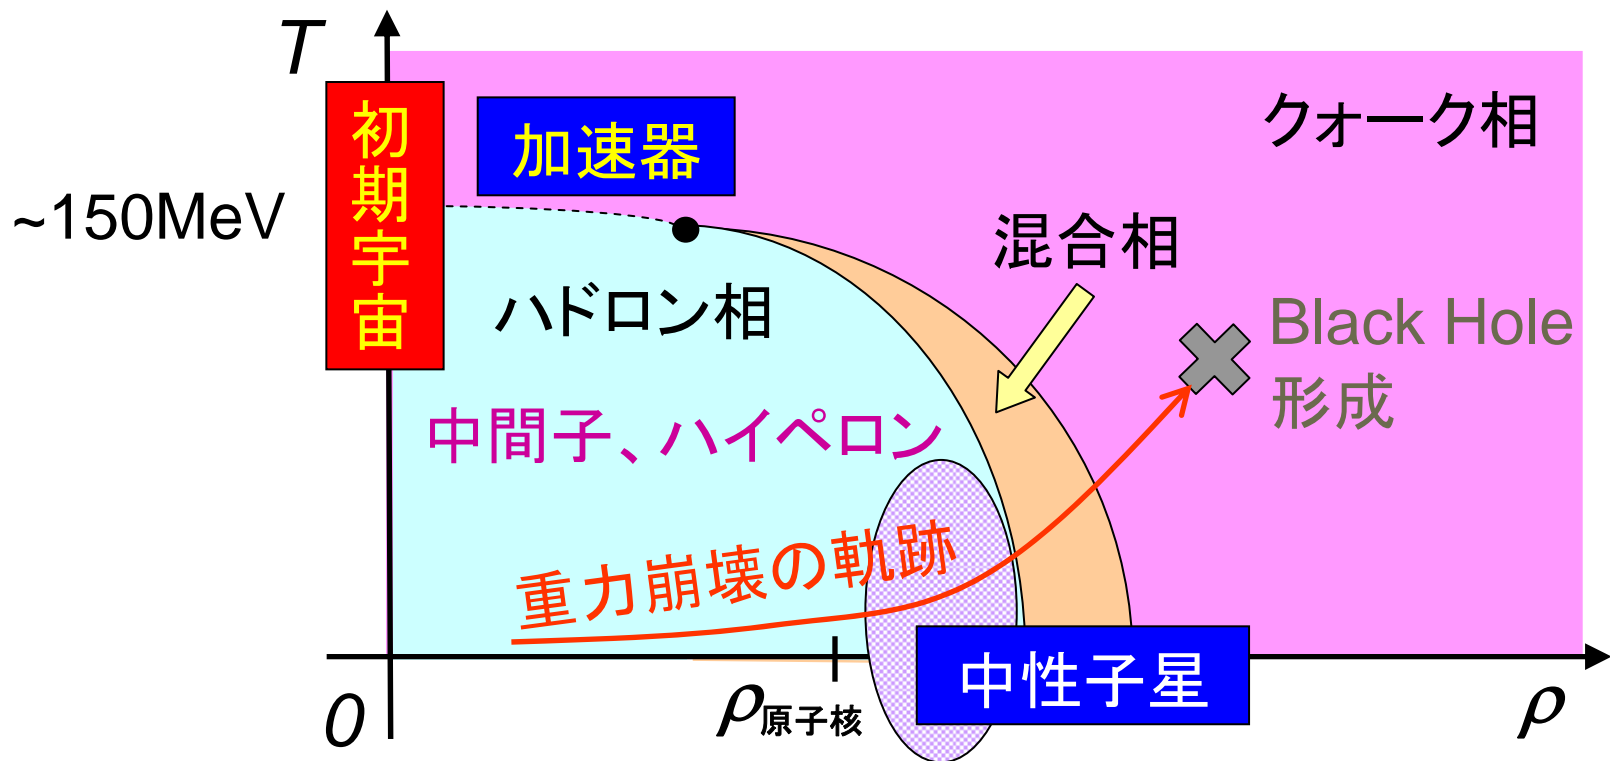 T
初期宇宙
加速器
クォーク相
~150MeV
混合相
ハドロン相
Black Hole
形成
中間子、ハイペロン
重力崩壊の軌跡
中性子星
0
ρ原子核
ρ